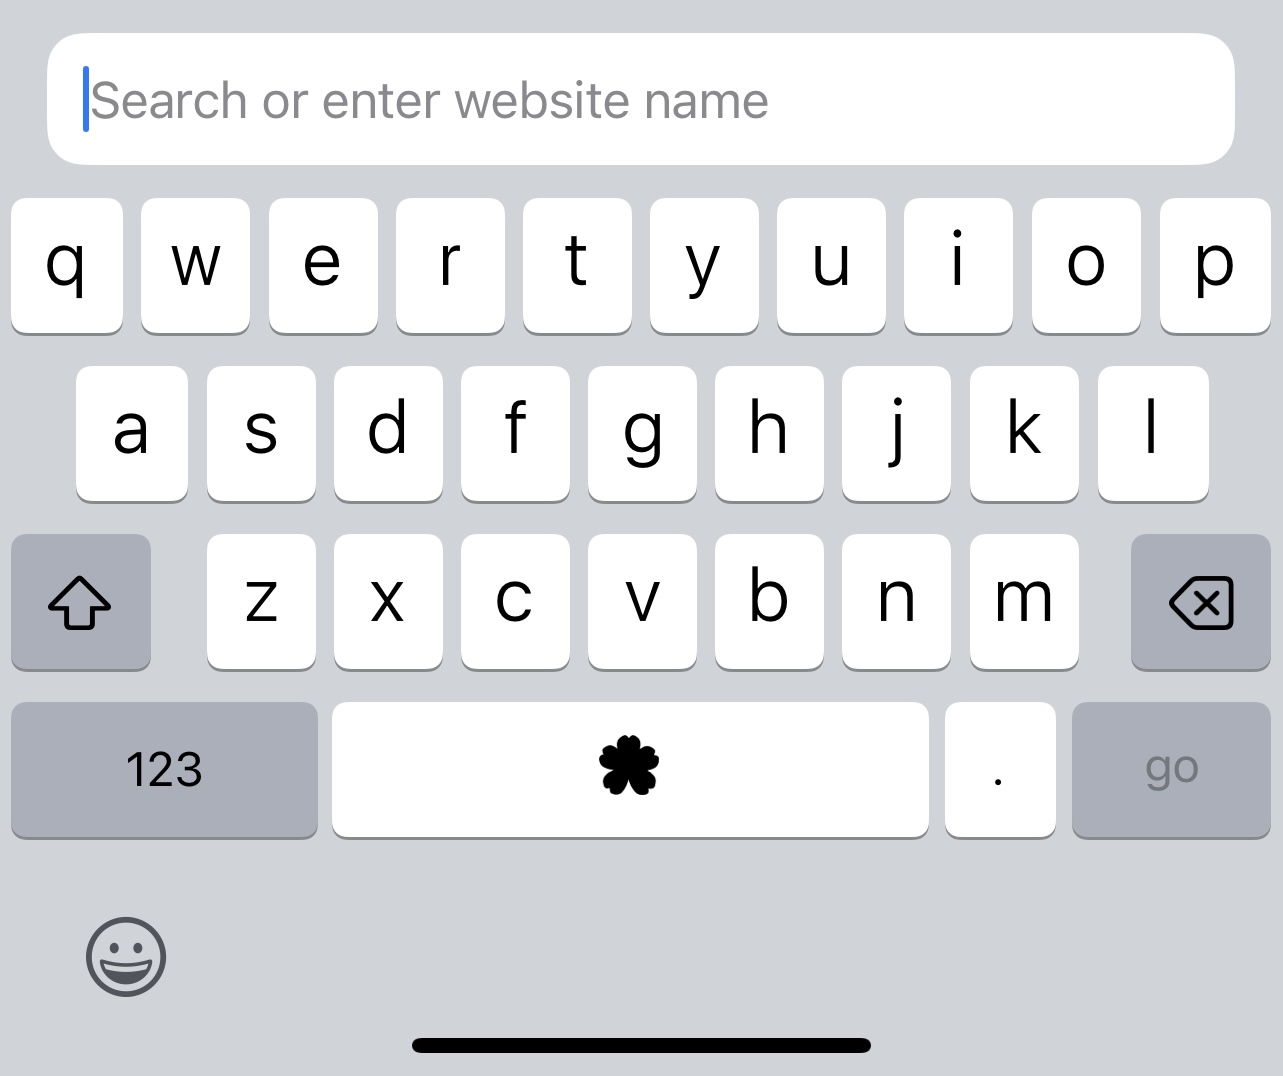 Search or enter website name
q w e r t y u i o p
a s d f g h j k l
z x c v b n m
123 . go